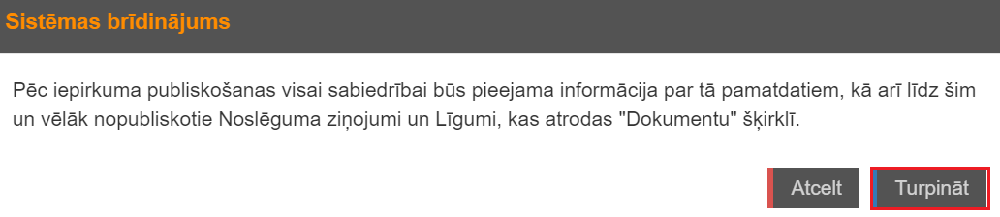 Sistēmas brīdinājums
Pēc iepirkuma publiskošanas visai sabiedrībai būs pieejama informācija par tā pamatdatiem, kā arī līdz šim
un vēlāk nopubliskotie Noslēguma ziņojumi un Līgumi, kas atrodas "Dokumentu" šķirklī.
Atcelt Turpināt